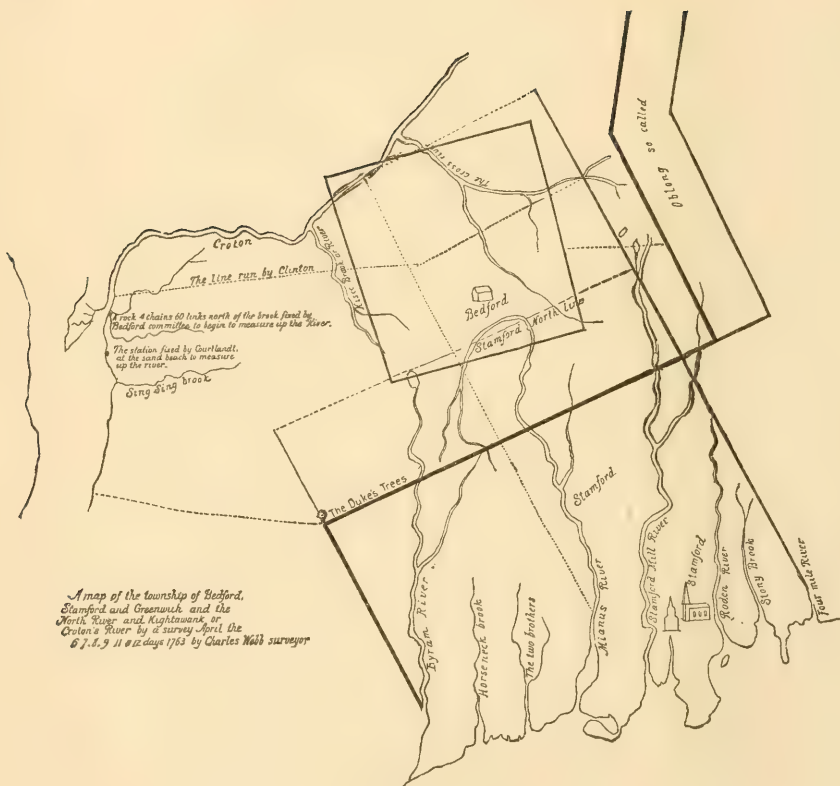 Oblong so called
The Cross river
Croton
Kisco Brook or River
The line run by Clinton
A rock 4 chains 60 links north of the brook fixed by
Bedford committee to begin to measure up the River.
Bedford
Stamford North
The station fixed by Courtlandt.
at the sand beach to measure
up the river.
Sing Sing brook
The Duke's Trees
Stamford
A map of the township of Bedford,
Stamford and Greenwich and the
North River and Kightawank or
Croton's River by a survey April the
6 7. 8. 9 11 & 12 days 1763 by Charles Webb surveyor
Byram River
Horseneck brook
The two brothers
Mianus River
Stamford Mill River
Stamford
Roden River
Stony Brook
Four mile River